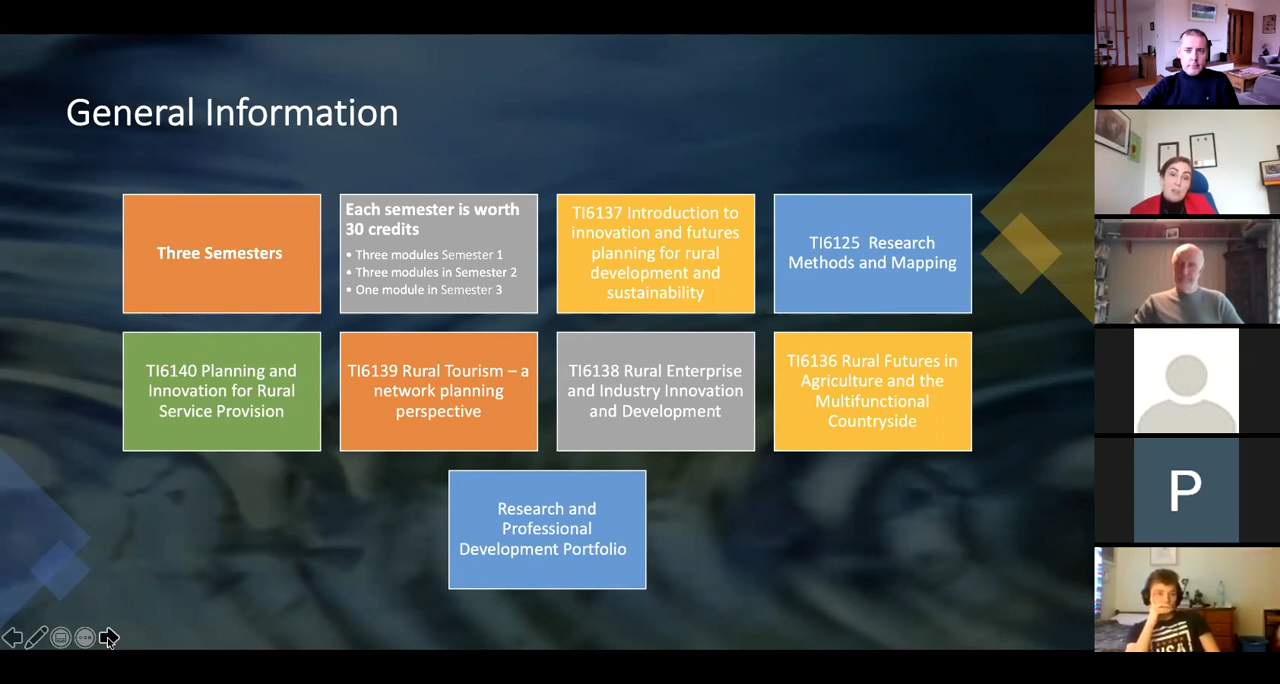 General Information
Three Semesters
Each semester is worth
30 credits
• Three modules Semester 1
• Three modules in Semester 2
• One module in Semester 3
TI6137 Introduction to
innovation and futures
planning for rural
development and
sustainability
TI6125 Research
Methods and Mapping
TI6140 Planning and
Innovation for Rural
Service Provision
TI6139 Rural Tourism – a
network planning
perspective
TI6138 Rural Enterprise
and Industry Innovation
and Development
TI6136 Rural Futures in
Agriculture and the
Multifunctional
Countryside
Research and
Professional
Development Portfolio
P
USA